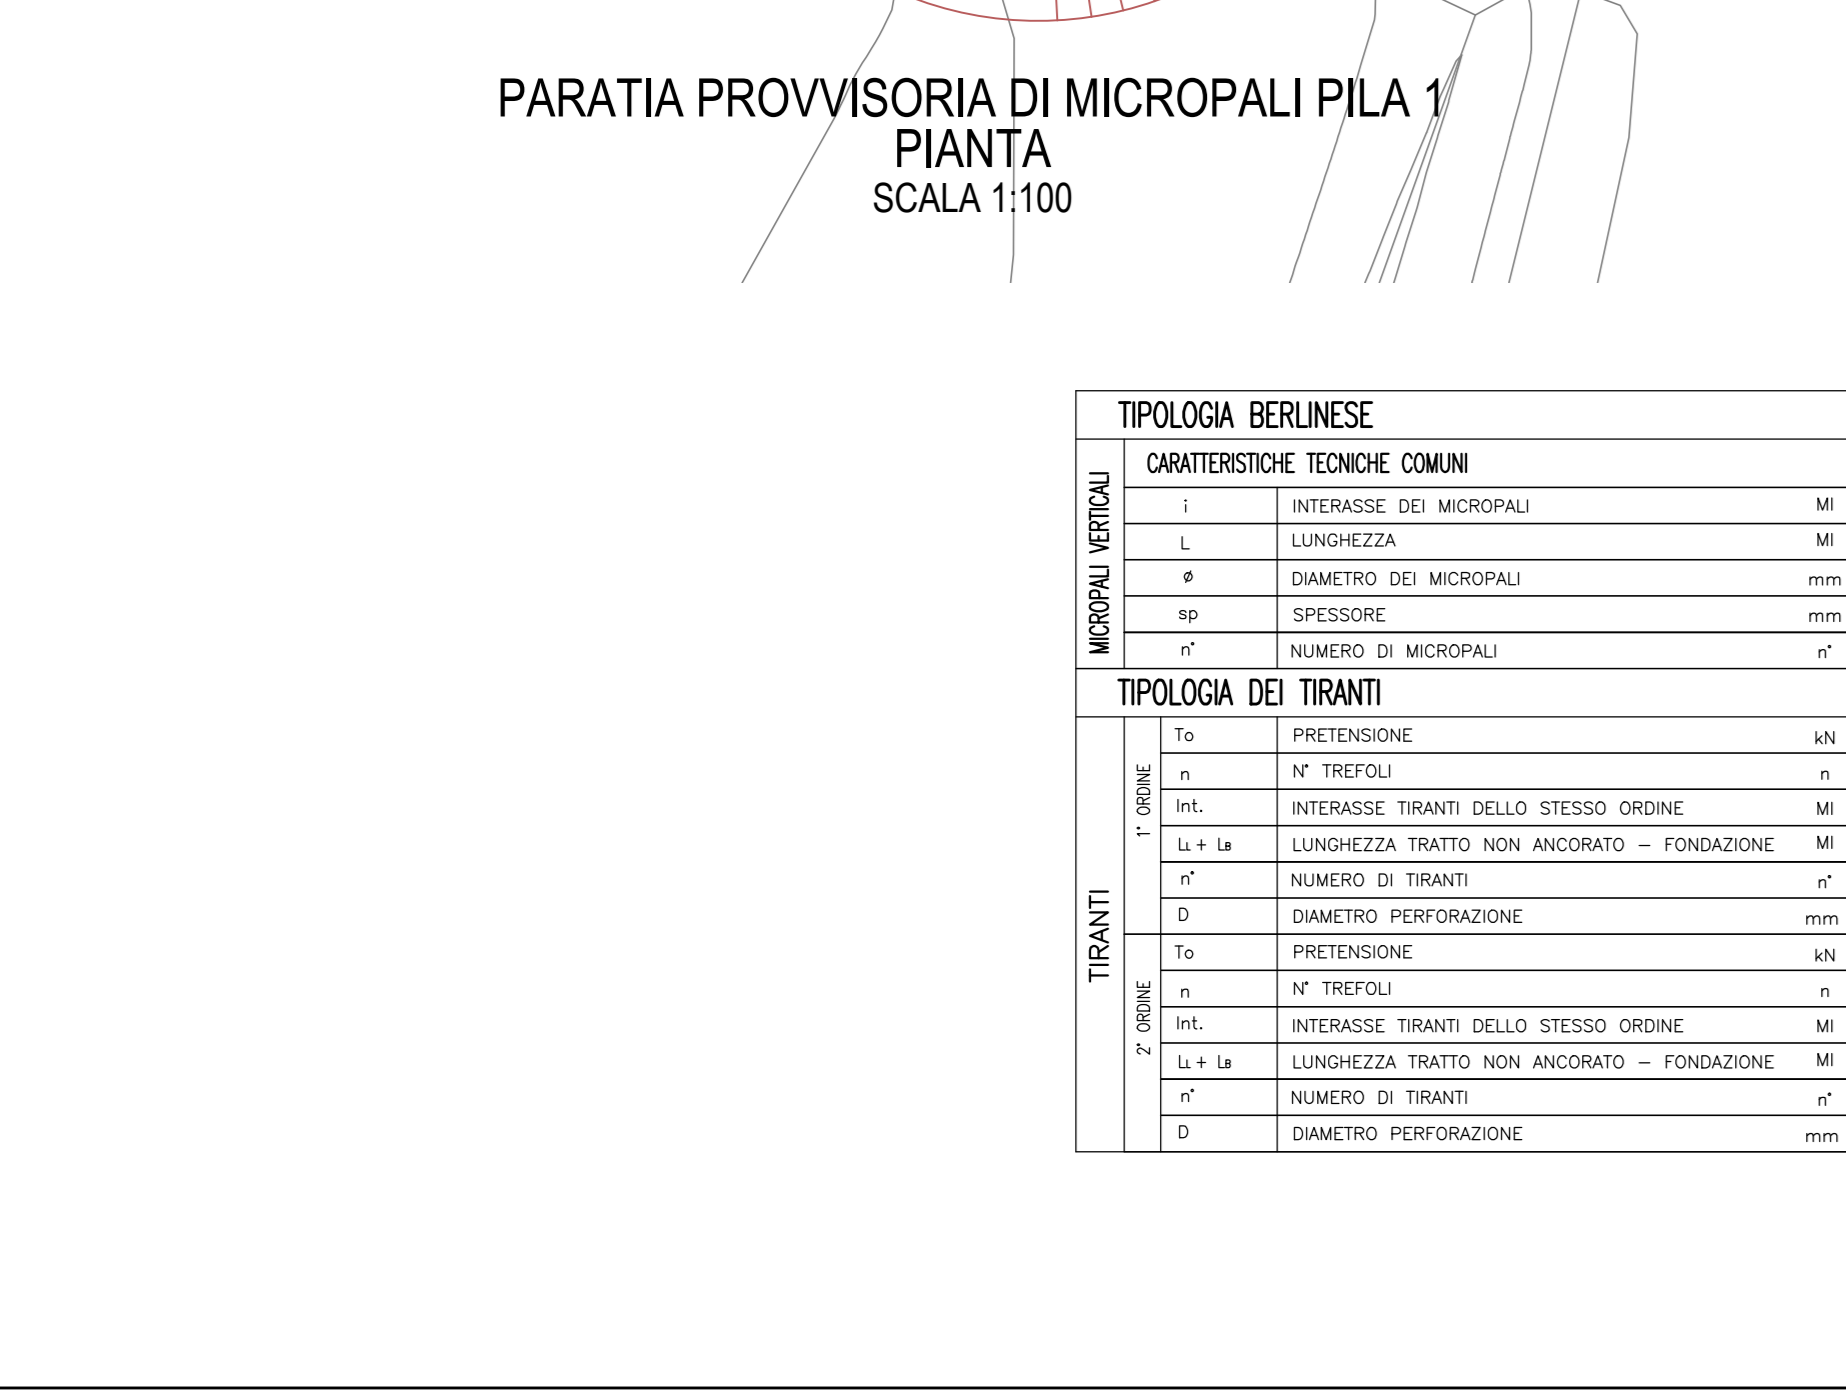 PARATIA PROVVISORIA DI MICROPALI PILA 1
PIANTA
SCALA 1:100
TIPOLOGIA BERLINESE
MICROPALI VERTICALI
CARATTERISTICHE TECNICHE COMUNI
i INTERASSE DEI MICROPALI Ml
L LUNGHEZZA Ml
ø DIAMETRO DEI MICROPALI mm
sp SPESSORE mm
n° NUMERO DI MICROPALI n°
TIPOLOGIA DEI TIRANTI
TIRANTI
1° ORDINE
To PRETENSIONE kN
n N° TREFOLI n
Int. INTERASSE TIRANTI DELLO STESSO ORDINE Ml
LL + LB LUNGHEZZA TRATTO NON ANCORATO – FONDAZIONE Ml
n° NUMERO DI TIRANTI n°
D DIAMETRO PERFORAZIONE mm
2° ORDINE
To PRETENSIONE kN
n N° TREFOLI n
Int. INTERASSE TIRANTI DELLO STESSO ORDINE Ml
LL + LB LUNGHEZZA TRATTO NON ANCORATO – FONDAZIONE Ml
n° NUMERO DI TIRANTI n°
D DIAMETRO PERFORAZIONE mm